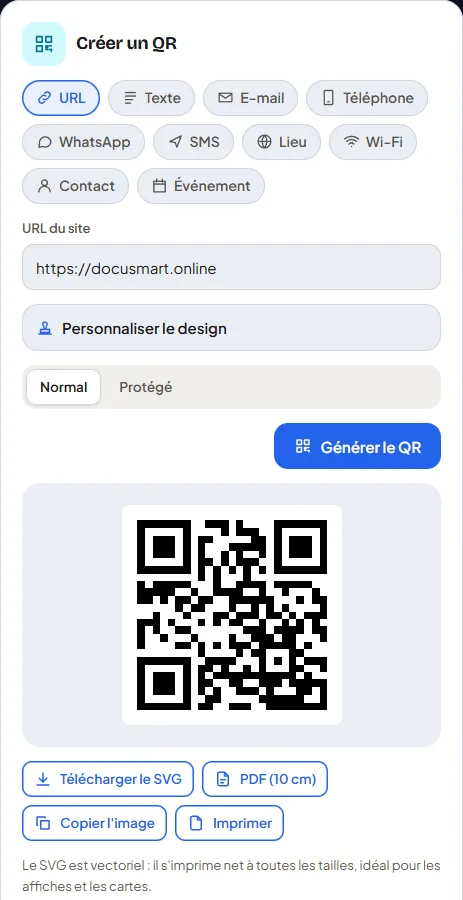 Créer un QR
URL
Texte
E-mail
Téléphone
WhatsApp
SMS
Lieu
Wi-Fi
Contact
Événement
URL du site
https://docusmart.online
Personnaliser le design
Normal
Protégé
Générer le QR
Télécharger le SVG
PDF (10 cm)
Copier l'image
Imprimer
Le SVG est vectoriel : il s'imprime net à toutes les tailles, idéal pour les
affiches et les cartes.